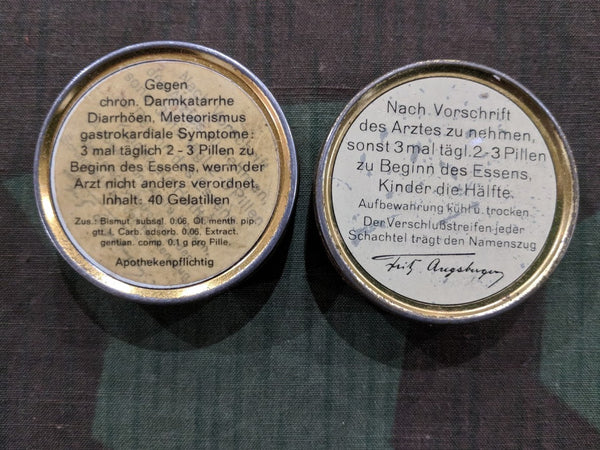 Gegen
chron. Darmkatarrhe
Diarrhöen, Meteorismus
gastrokardiale Symptome:
3 mal täglich 2 - 3 Pillen zu
Beginn des Essens, wenn der
Arzt nicht anders verordnet.
Inhalt: 40 Gelatillen
Zus.: Bismut. subgal. 0.06, Ol. menth. pip.
gtt. I. Carb. adsorb. 0.06. Extract.
gentian. comp. 0.1 g pro Pille.
Apothekenpflichtig
Nach Vorschrift
des Arztes zu nehmen,
sonst 3 mal tägl. 2-3 Pillen
zu Beginn des Essens,
Kinder die Hälfte.
Aufbewahrung kühl u. trocken
Der Verschlußstreifen jeder
Schachtel trägt den Namenszug
Fritz Augsberger